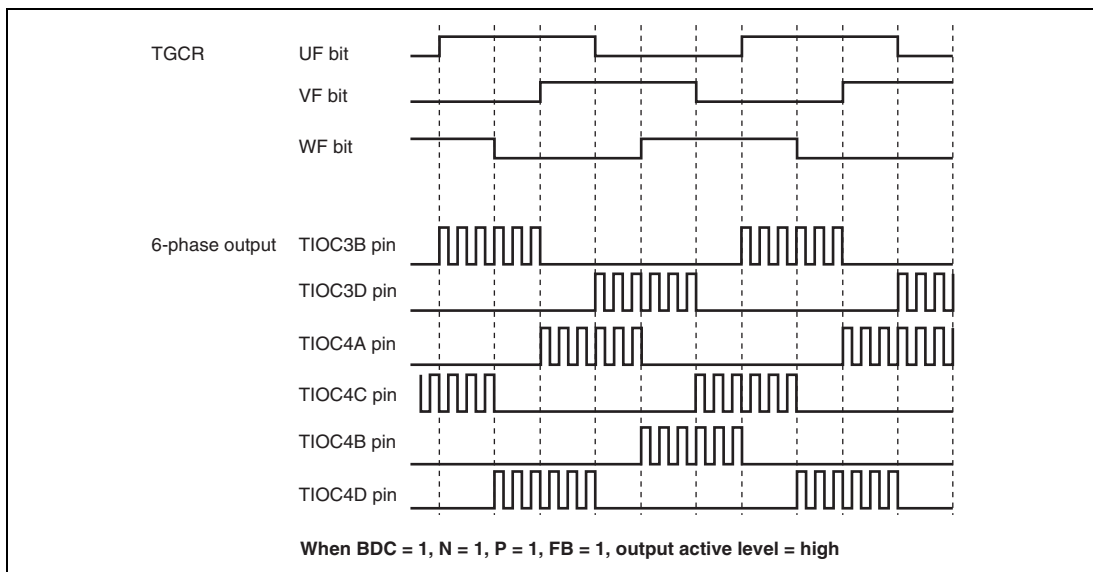 TGCR UF bit
VF bit
WF bit
6-phase output TIOC3B pin
TIOC3D pin
TIOC4A pin
TIOC4C pin
TIOC4B pin
TIOC4D pin
When BDC = 1, N = 1, P = 1, FB = 1, output active level = high